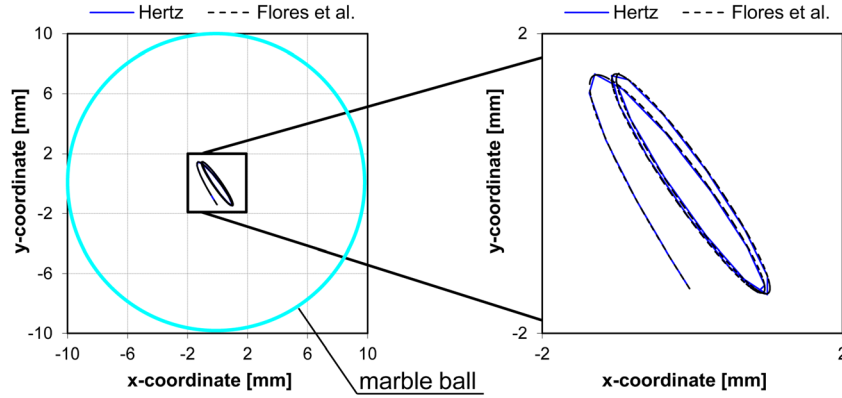 Hertz Flores et al.
10
6
2
-2
-6
-10
-10 -6 -2 2 6 10
y-coordinate [mm]
x-coordinate [mm]
marble ball
Hertz Flores et al.
2
-2
-2 2
y-coordinate [mm]
x-coordinate [mm]